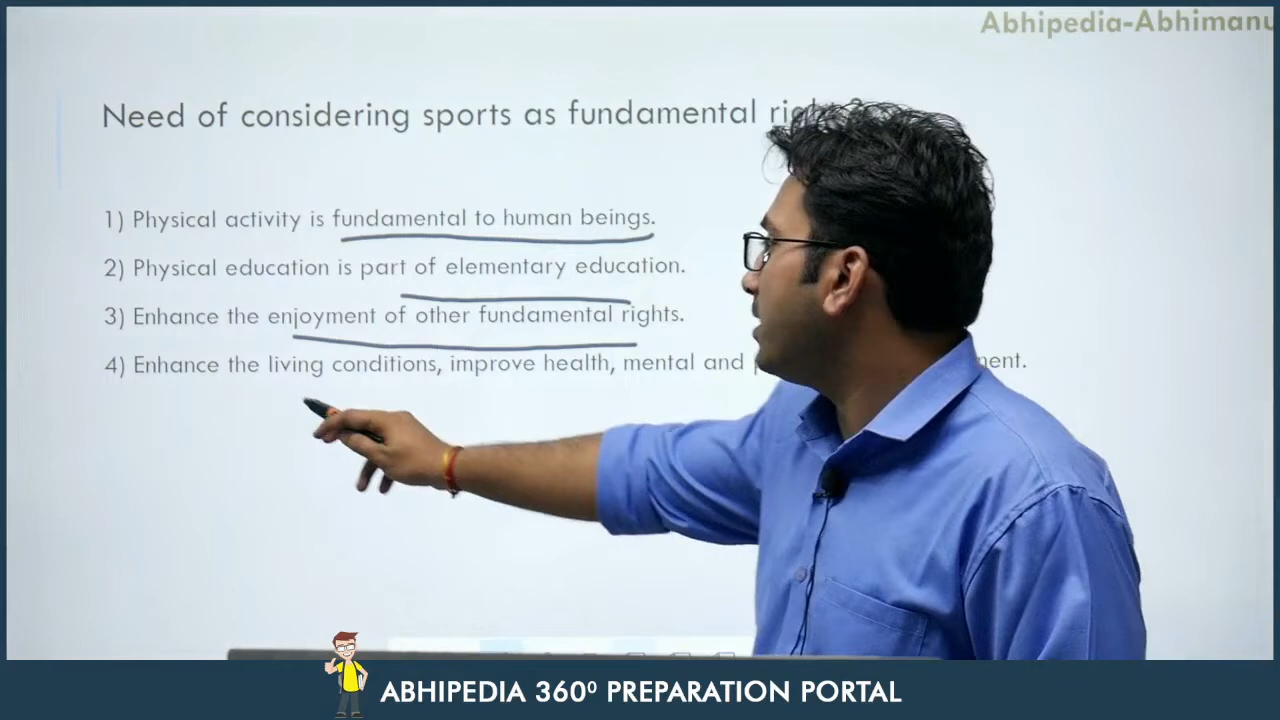 Abhipedia-Abhimanu
Need of considering sports as fundamental
1) Physical activity is fundamental to human beings.
2) Physical education is part of elementary education.
3) Enhance the enjoyment of other fundamental rights.
4) Enhance the living conditions, improve health, mental and
ABHIPEDIA 360⁰ PREPARATION PORTAL